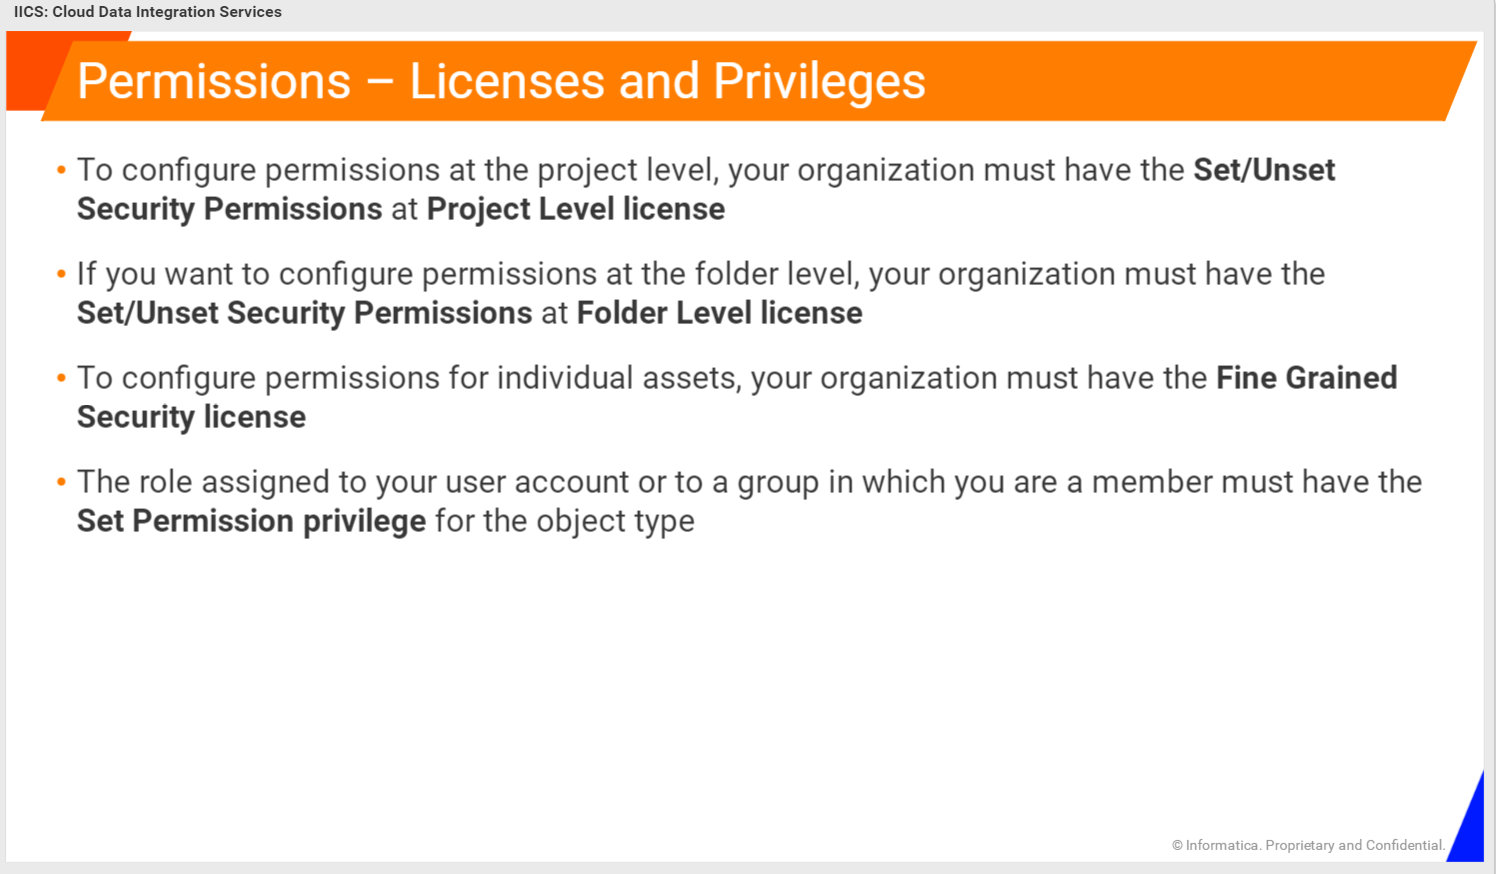 IICS: Cloud Data Integration Services
Permissions – Licenses and Privileges
• To configure permissions at the project level, your organization must have the Set/Unset
Security Permissions at Project Level license
• If you want to configure permissions at the folder level, your organization must have the
Set/Unset Security Permissions at Folder Level license
• To configure permissions for individual assets, your organization must have the Fine Grained
Security license
• The role assigned to your user account or to a group in which you are a member must have the
Set Permission privilege for the object type
© Informatica. Proprietary and Confidential.